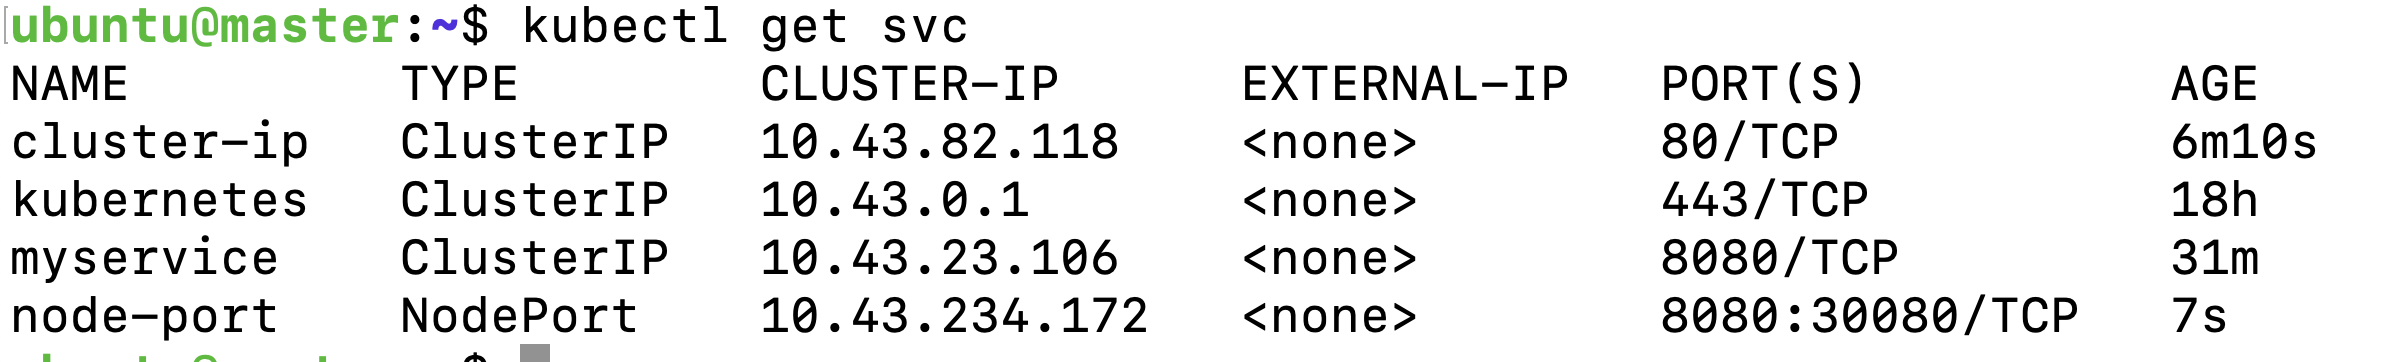 ubuntu@master:~$ kubectl get svc
NAME TYPE CLUSTER-IP EXTERNAL-IP PORT(S) AGE
cluster-ip ClusterIP 10.43.82.118 <none> 80/TCP 6m10s
kubernetes ClusterIP 10.43.0.1 <none> 443/TCP 18h
myservice ClusterIP 10.43.23.106 <none> 8080/TCP 31m
node-port NodePort 10.43.234.172 <none> 8080:30080/TCP 7s